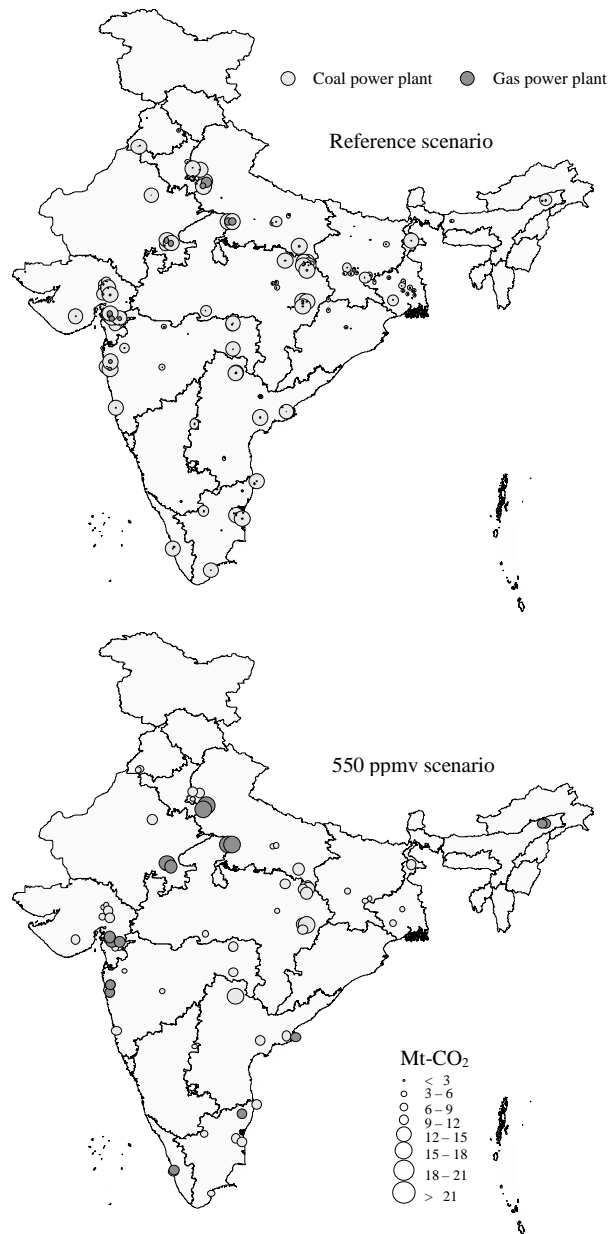 Coal power plant Gas power plant
Reference scenario
550 ppmv scenario
Mt-CO₂
< 3
3 – 6
6 – 9
9 – 12
12 – 15
15 – 18
18 – 21
> 21